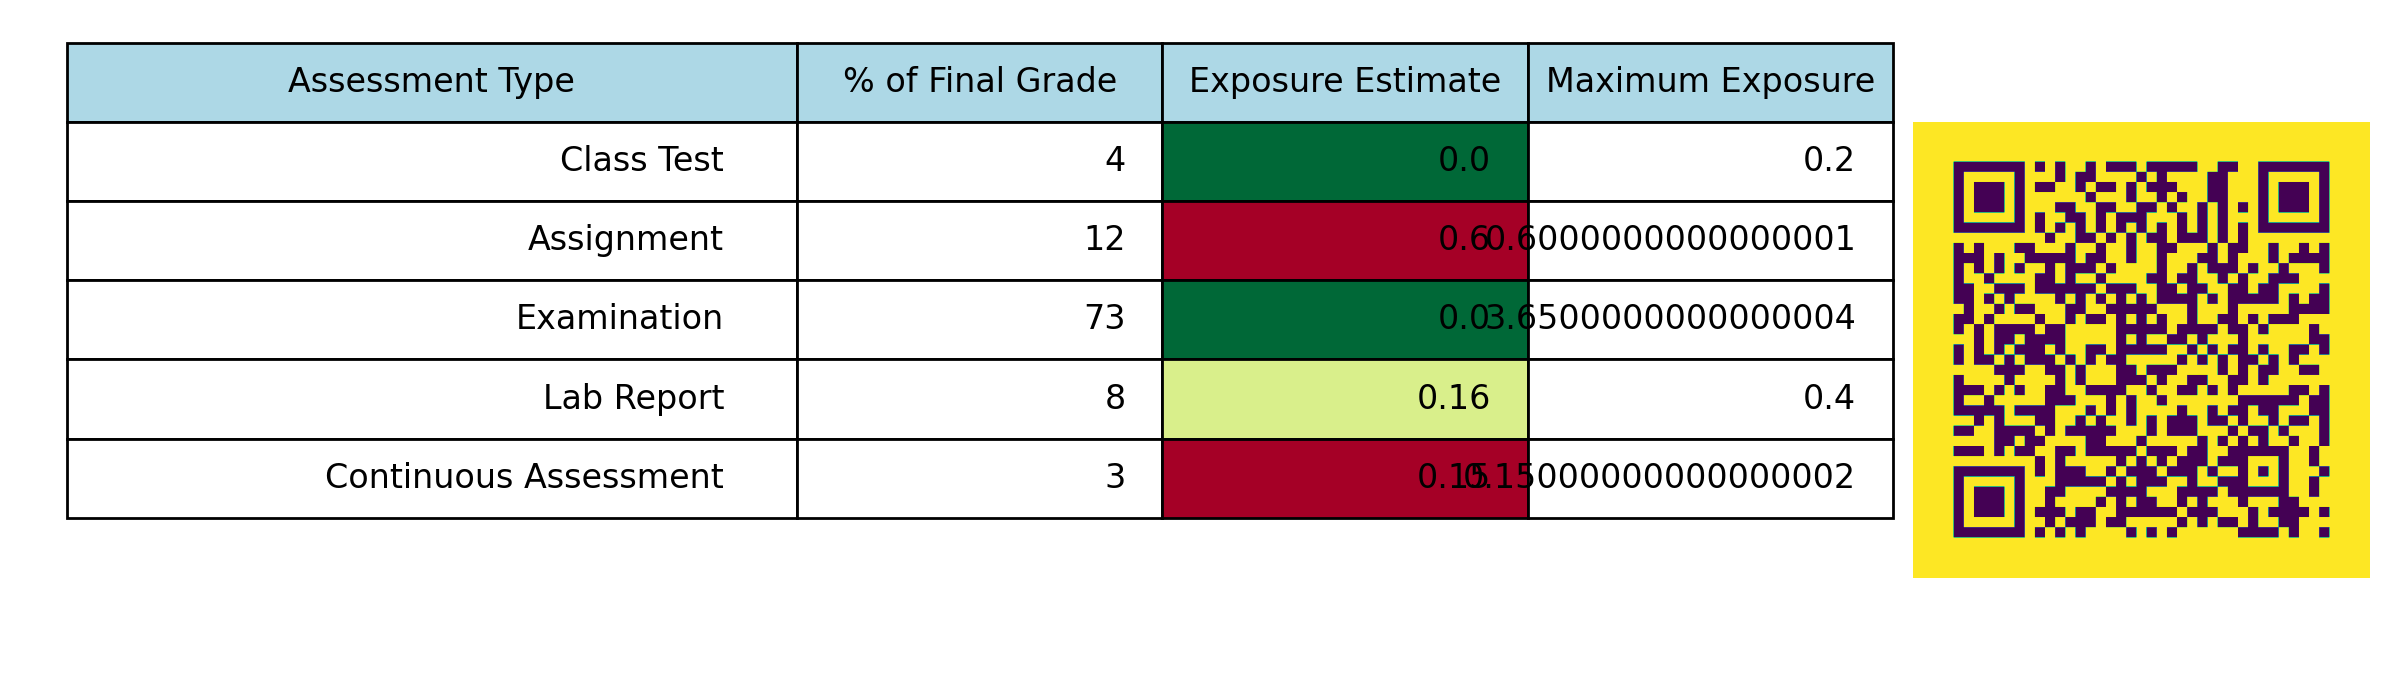 Assessment Type % of Final Grade Exposure Estimate Maximum Exposure
Class Test 4 0.0 0.2
Assignment 12 0.6 0.6000000000000001
Examination 73 0.0 3.6500000000000004
Lab Report 8 0.16 0.4
Continuous Assessment 3 0.15 0.15000000000000002